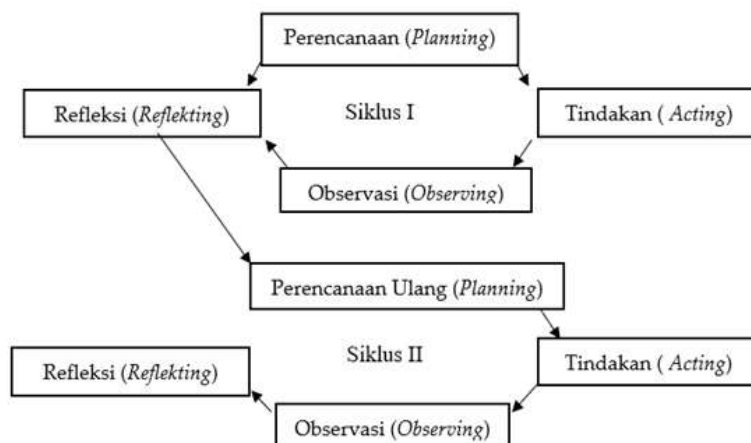 Perencanaan (Planning)
Refleksi (Reflekting)
Siklus I
Tindakan ( Acting)
Observasi (Observing)
Perencanaan Ulang (Planning)
Siklus II
Tindakan ( Acting)
Refleksi (Reflekting)
Observasi (Observing)